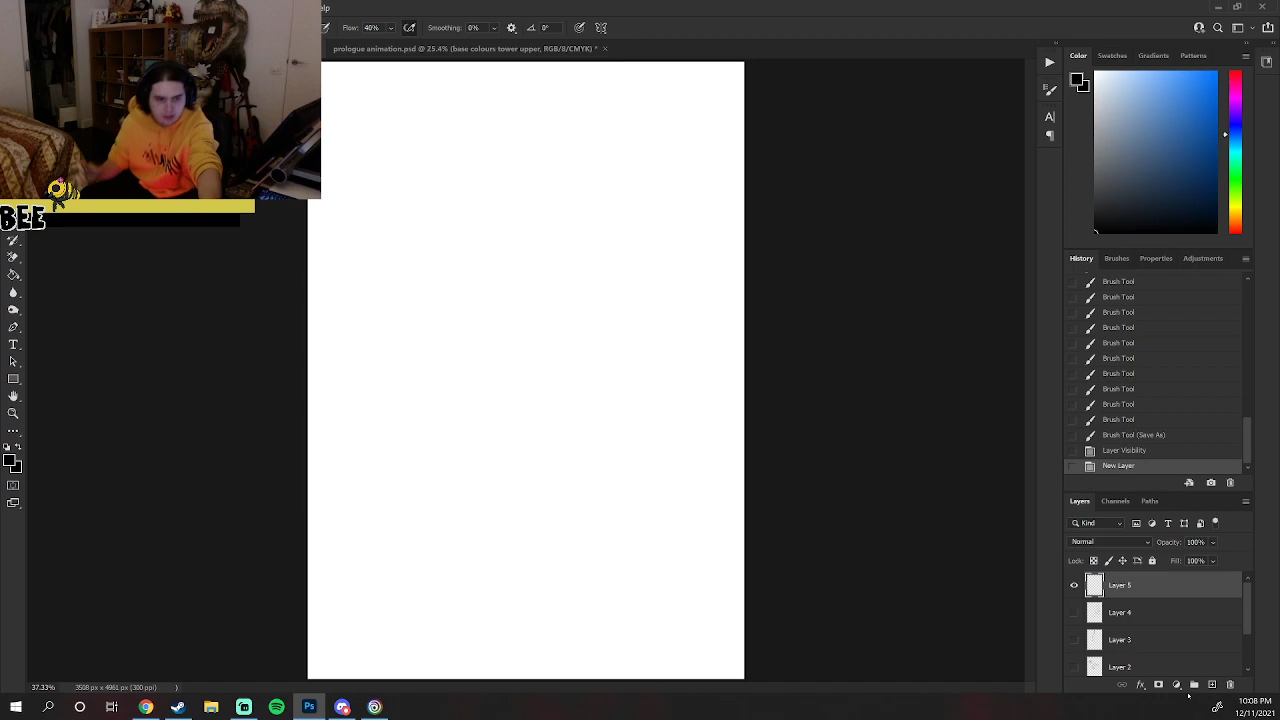 elp
Flow: 40% Smoothing: 0% 0°
prologue animation.psd @ 25.4% (base colours tower upper, RGB/8/CMYK) * ×
Color Swatches Gradients Patterns
BEE
History Brushes Properties Adjustments
Brush Tool
Brush Tool
Brush Tool
Brush Tool
Brush Tool
Brush Tool
Brush Tool
Brush Tool
Brush Tool
Brush Tool
Brush Tool (Save As)
Layer Visibility
New Layer
Layers Channels Paths
Kind
Normal Opacity: 100%
Lock: Fill: 100%
Layer 5
Layer 4
Layer 3
Layer 2
37.33% 3508 px x 4961 px (300 ppi)
Ps 10:08 PM
12/11/2021